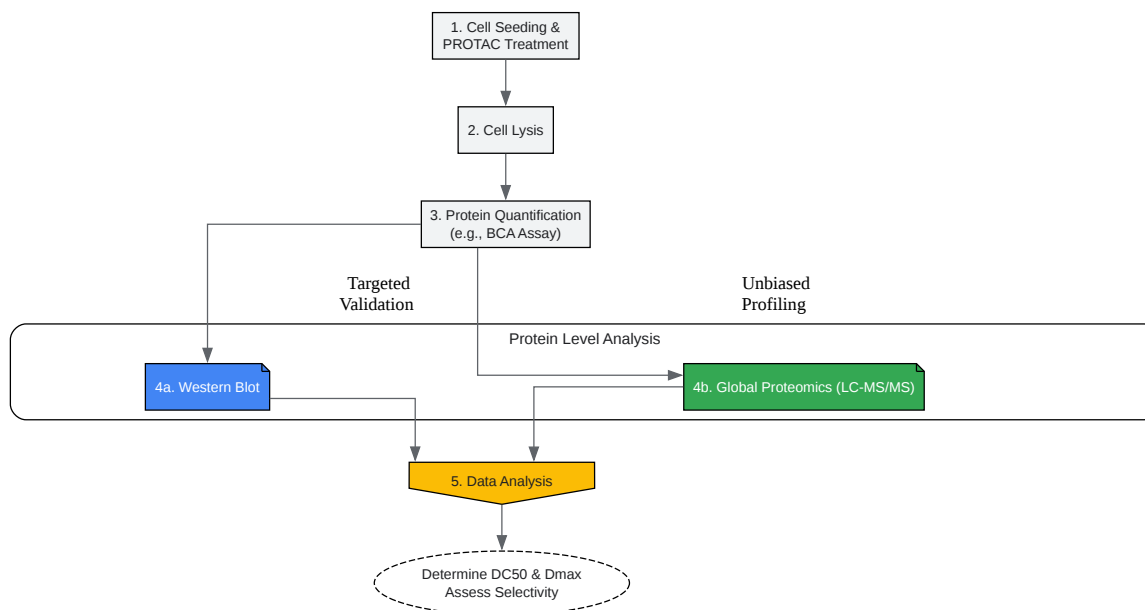 1. Cell Seeding &
PROTAC Treatment
2. Cell Lysis
3. Protein Quantification
(e.g., BCA Assay)
Targeted
Validation
Unbiased
Profiling
Protein Level Analysis
4a. Western Blot
4b. Global Proteomics (LC-MS/MS)
5. Data Analysis
Determine DC50 & Dmax
Assess Selectivity